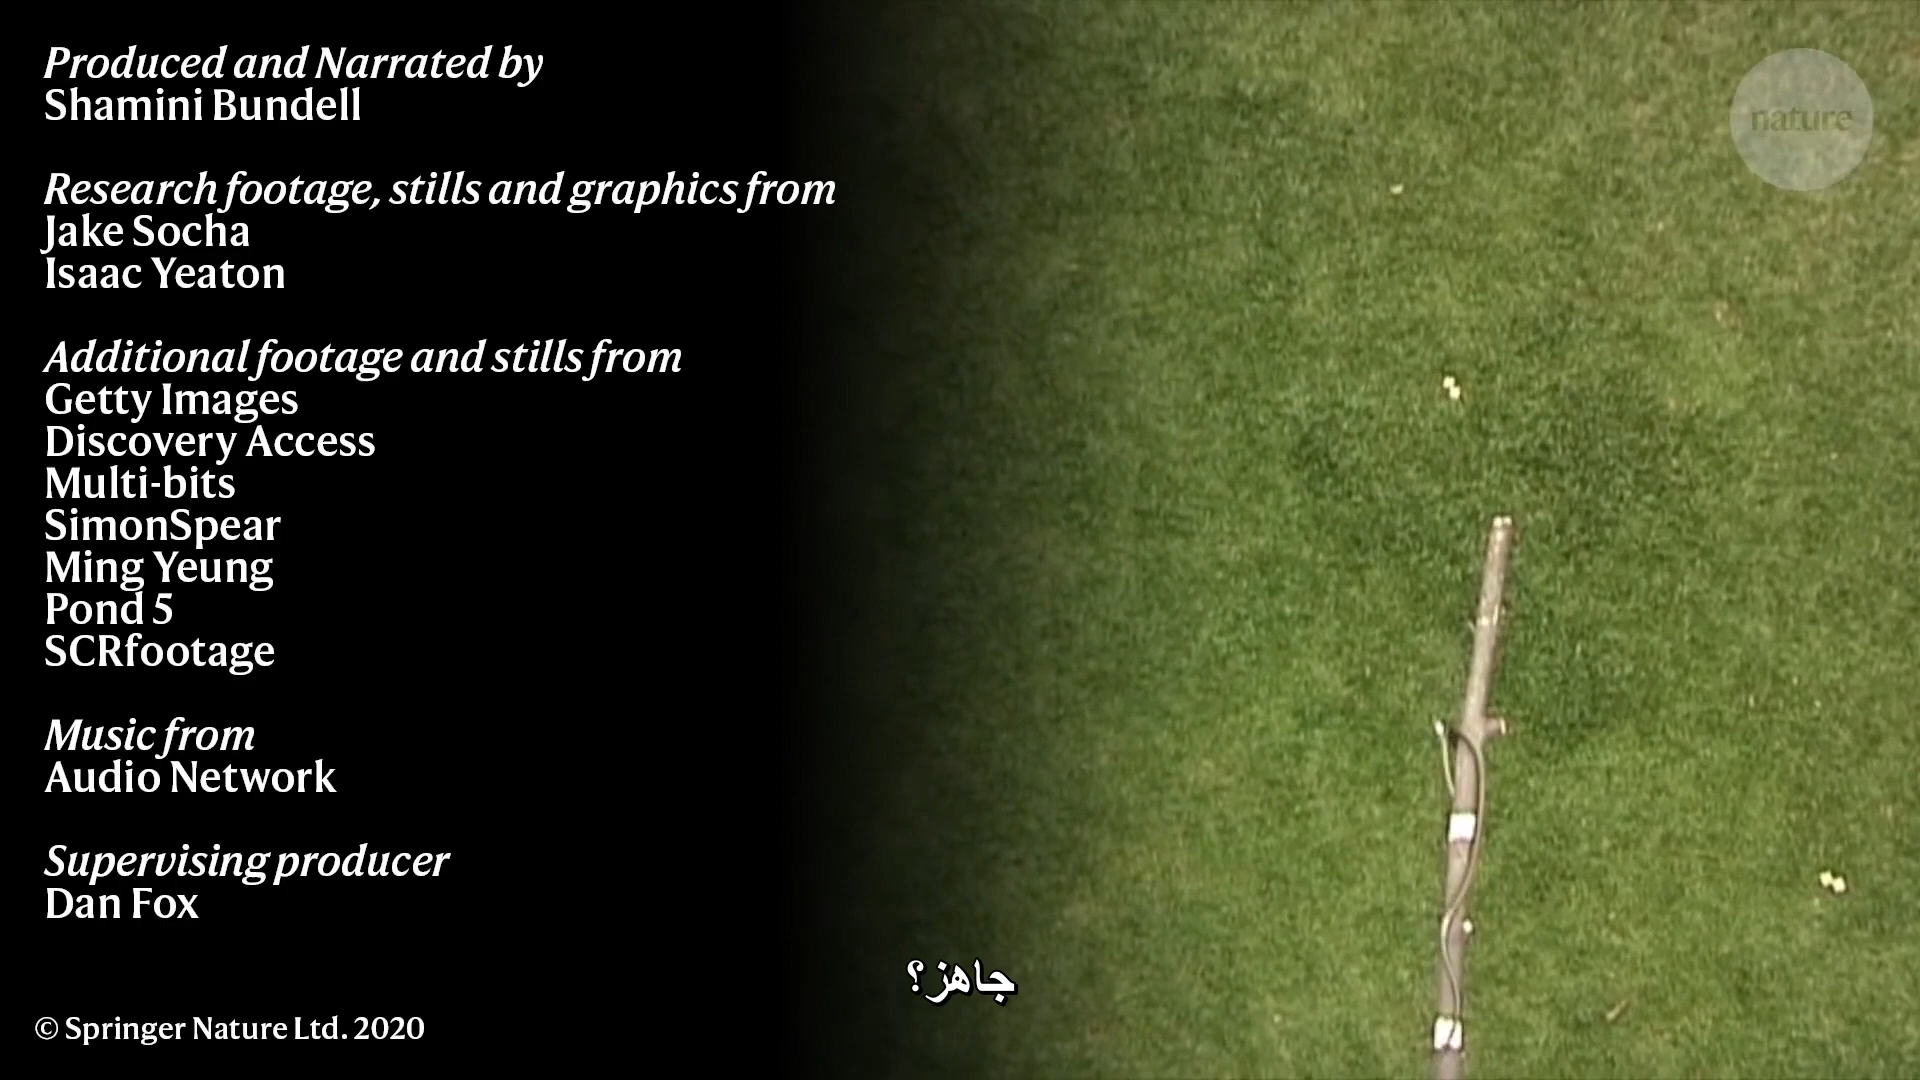 Produced and Narrated by
Shamini Bundell
Research footage, stills and graphics from
Jake Socha
Isaac Yeaton
Additional footage and stills from
Getty Images
Discovery Access
Multi-bits
SimonSpear
Ming Yeung
Pond 5
SCRfootage
Music from
Audio Network
Supervising producer
Dan Fox
© Springer Nature Ltd. 2020
nature
جاهز؟